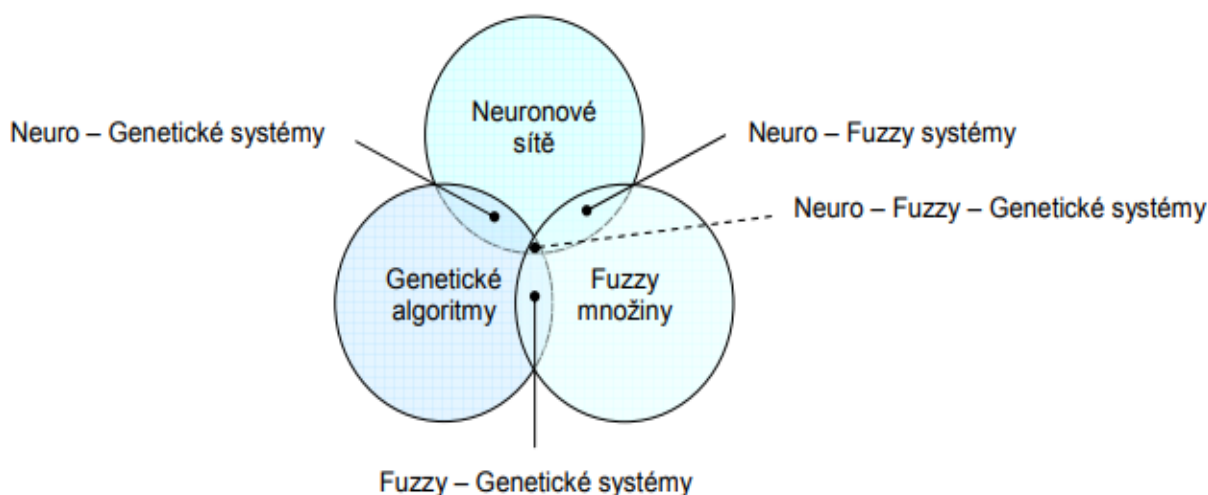 Neuronové
sítě
Neuro – Genetické systémy
Neuro – Fuzzy systémy
Neuro – Fuzzy – Genetické systémy
Genetické
algoritmy
Fuzzy
množiny
Fuzzy – Genetické systémy